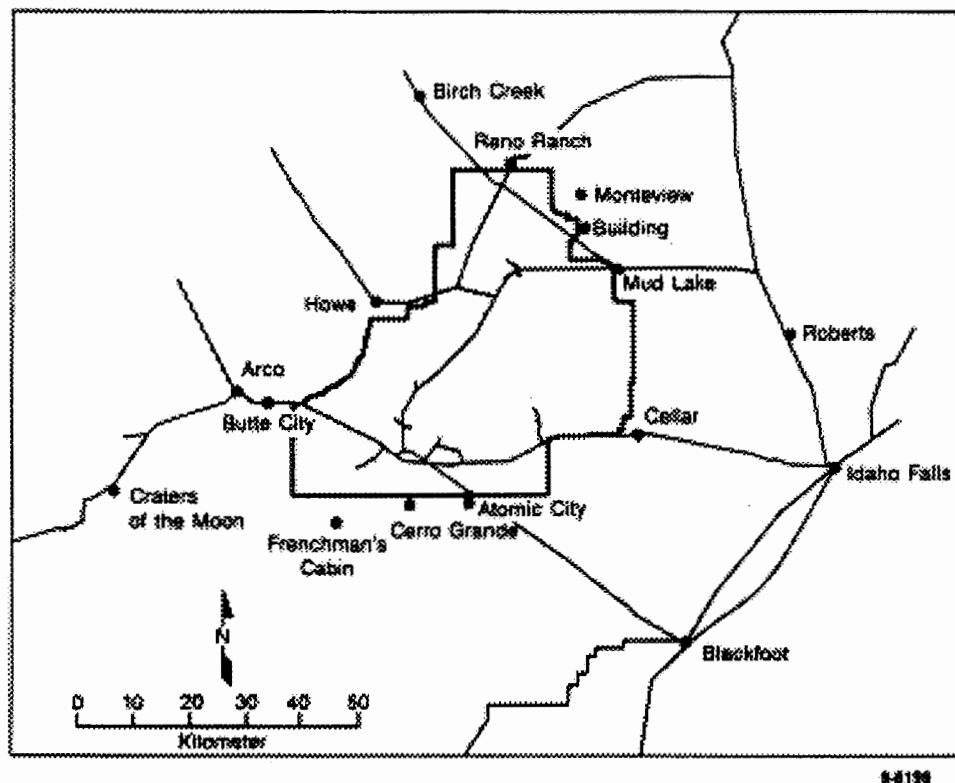 Birch Creek
Reno Ranch
Monteview
Building
Mud Lake
Howe
Roberts
Arco
Butte City
Cellar
Idaho Falls
Craters
of the Moon
Atomic City
Cerro Grande
Frenchman's
Cabin
N
Blackfoot
0 10 20 30 40 50
Kilometer